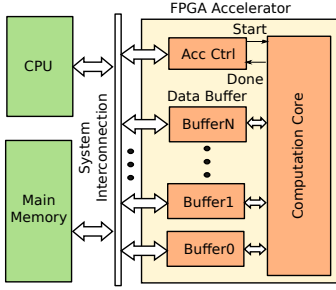 FPGA Accelerator
Start
CPU
Acc Ctrl
Done
Data Buffer
BufferN
System
Interconnection
Computation Core
Main
Memory
Buffer1
Buffer0